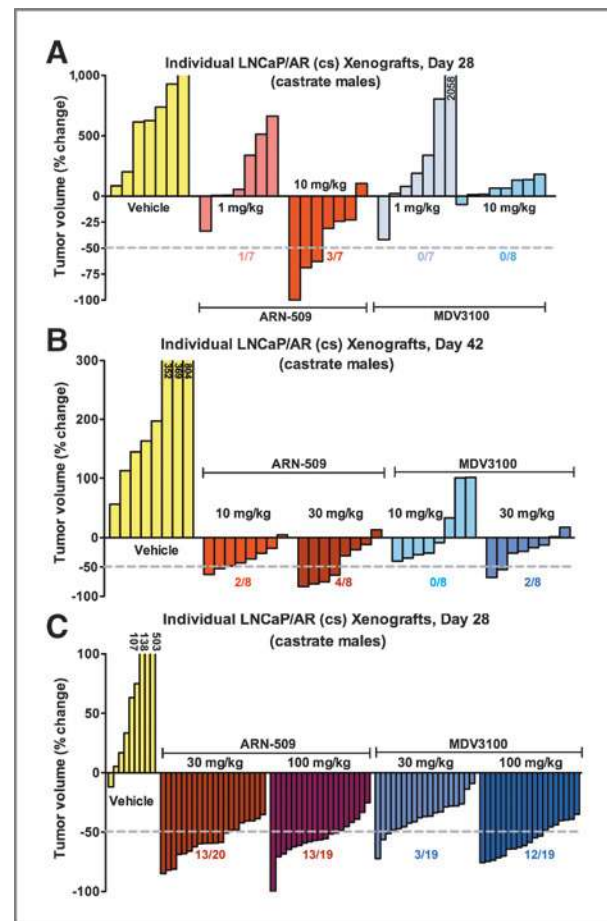 A
Individual LNCaP/AR (cs) Xenografts, Day 28
(castrate males)
Tumor volume (% change)
1,000
500
0
-25
-50
-75
-100
Vehicle
1 mg/kg
10 mg/kg
1 mg/kg
10 mg/kg
2058
1/7
3/7
0/7
0/8
ARN-509
MDV3100
B
Individual LNCaP/AR (cs) Xenografts, Day 42
(castrate males)
Tumor volume (% change)
300
200
100
0
-50
-100
352
369
804
Vehicle
ARN-509
MDV3100
10 mg/kg
30 mg/kg
10 mg/kg
30 mg/kg
2/8
4/8
0/8
2/8
C
Individual LNCaP/AR (cs) Xenografts, Day 28
(castrate males)
Tumor volume (% change)
100
50
0
-50
-100
107
138
503
Vehicle
ARN-509
MDV3100
30 mg/kg
100 mg/kg
30 mg/kg
100 mg/kg
13/20
13/19
3/19
12/19